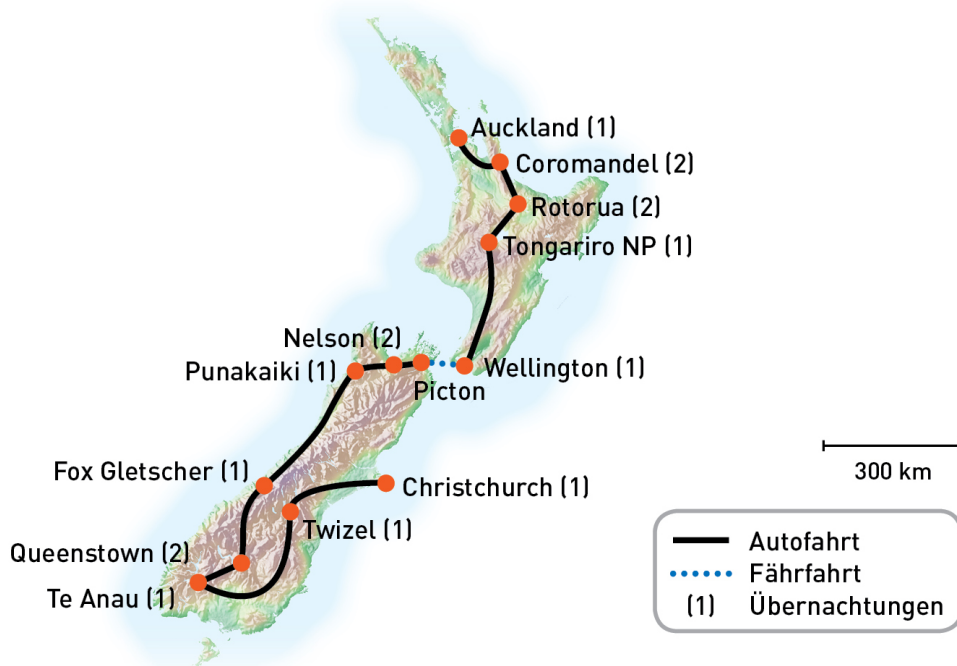 Auckland (1)
Coromandel (2)
Rotorua (2)
Tongariro NP (1)
Nelson (2)
Punakaiki (1)
Wellington (1)
Picton
Fox Gletscher (1)
Christchurch (1)
Twizel (1)
Queenstown (2)
Te Anau (1)
300 km
Autofahrt
Fährfahrt
(1) Übernachtungen